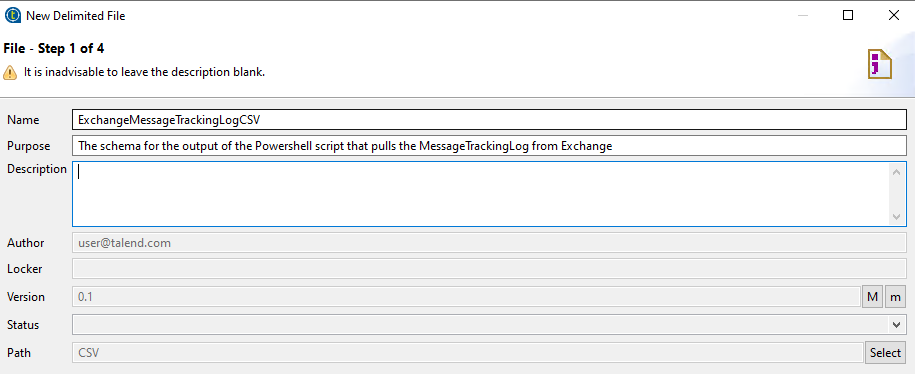 New Delimited File
File - Step 1 of 4
It is inadvisable to leave the description blank.
Name ExchangeMessageTrackingLogCSV
Purpose The schema for the output of the Powershell script that pulls the MessageTrackingLog from Exchange
Description
Author user@talend.com
Locker
Version 0.1 M m
Status
Path CSV Select